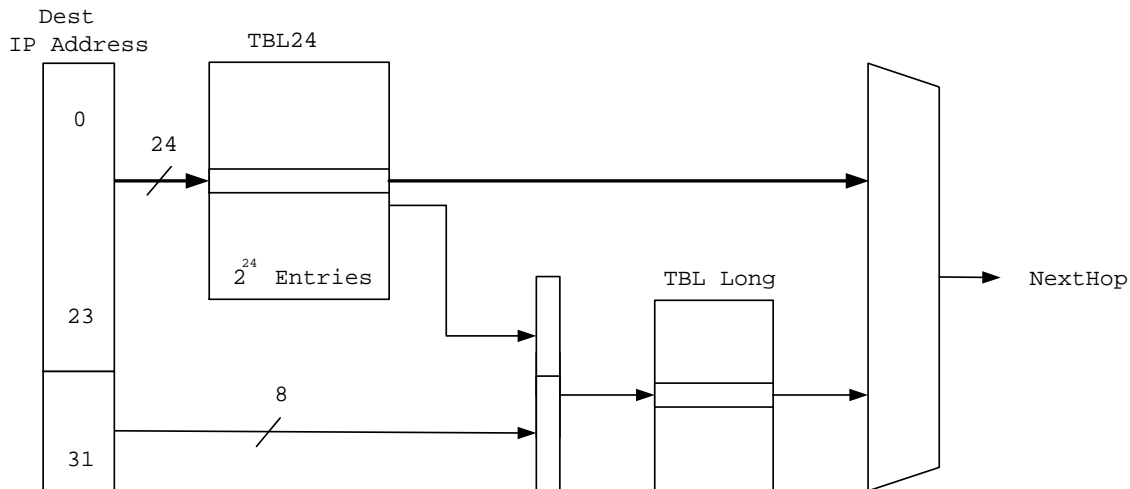 Dest
IP Address
TBL24
0
24
2^24 Entries
TBL Long
NextHop
23
8
31